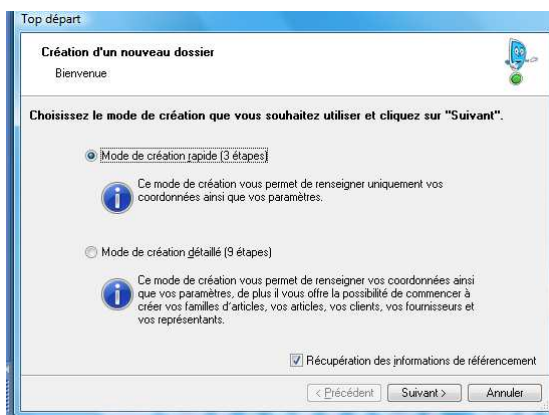 Top départ
Création d'un nouveau dossier
Bienvenue
Choisissez le mode de création que vous souhaitez utiliser et cliquez sur "Suivant".
Mode de création rapide (3 étapes)
Ce mode de création vous permet de renseigner uniquement vos
coordonnées ainsi que vos paramètres.
Mode de création détaillé (9 étapes)
Ce mode de création vous permet de renseigner vos coordonnées ainsi
que vos paramètres, de plus il vous offre la possibilité de commencer à
créer vos familles d'articles, vos articles, vos clients, vos fournisseurs et
vos représentants.
Récupération des informations de référencement
< Précédent Suivant > Annuler